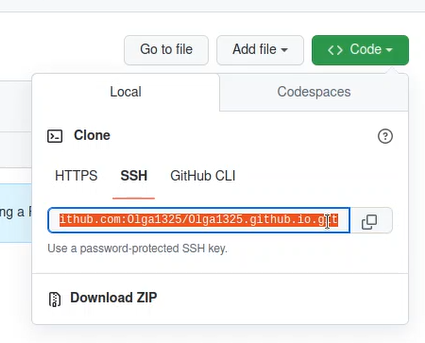 Go to file
Add file
<> Code
Local
Codespaces
Clone
HTTPS
SSH
GitHub CLI
ng a
ithub.com:Olga1325/Olga1325.github.io.git
Use a password-protected SSH key.
Download ZIP